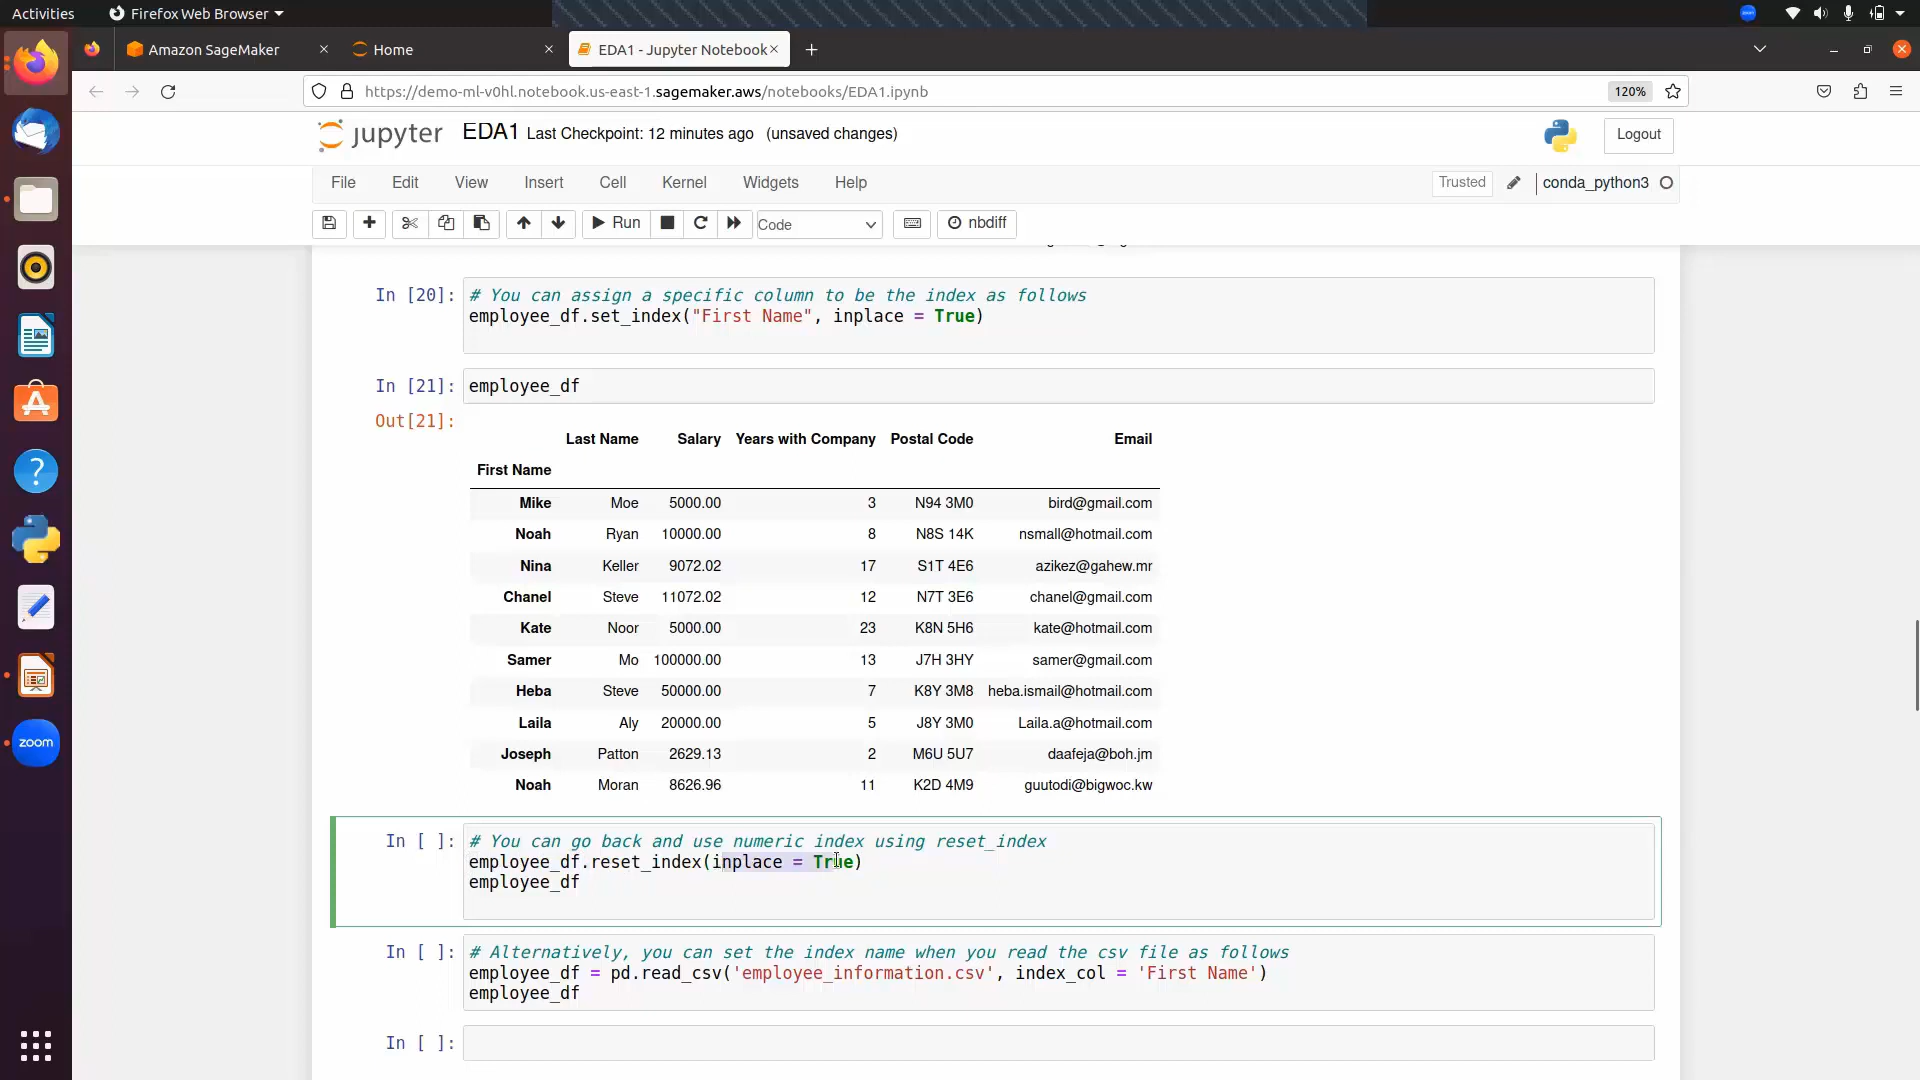 Activities
Firefox Web Browser
zoom
Amazon SageMaker
Home
EDA1 - Jupyter Notebook
https://demo-ml-v0hl.notebook.us-east-1.sagemaker.aws/notebooks/EDA1.ipynb
120%
jupyter EDA1 Last Checkpoint: 12 minutes ago (unsaved changes)
Logout
File Edit View Insert Cell Kernel Widgets Help
Trusted conda_python3
Run Code nbdiff
In [20]: # You can assign a specific column to be the index as follows
employee_df.set_index("First Name", inplace = True)
In [21]: employee_df
Out[21]:
Last Name Salary Years with Company Postal Code Email
First Name
Mike Moe 5000.00 3 N94 3M0 bird@gmail.com
Noah Ryan 10000.00 8 N8S 14K nsmall@hotmail.com
Nina Keller 9072.02 17 S1T 4E6 azikez@gahew.mr
Chanel Steve 11072.02 12 N7T 3E6 chanel@gmail.com
Kate Noor 5000.00 23 K8N 5H6 kate@hotmail.com
Samer Mo 100000.00 13 J7H 3HY samer@gmail.com
Heba Steve 50000.00 7 K8Y 3M8 heba.ismail@hotmail.com
Laila Aly 20000.00 5 J8Y 3M0 Laila.a@hotmail.com
Joseph Patton 2629.13 2 M6U 5U7 daafeja@boh.jm
Noah Moran 8626.96 11 K2D 4M9 guutodi@bigwoc.kw
In [ ]: # You can go back and use numeric index using reset_index
employee_df.reset_index(inplace = True)
employee_df
In [ ]: # Alternatively, you can set the index name when you read the csv file as follows
employee_df = pd.read_csv('employee_information.csv', index_col = 'First Name')
employee_df
In [ ]:
zoom